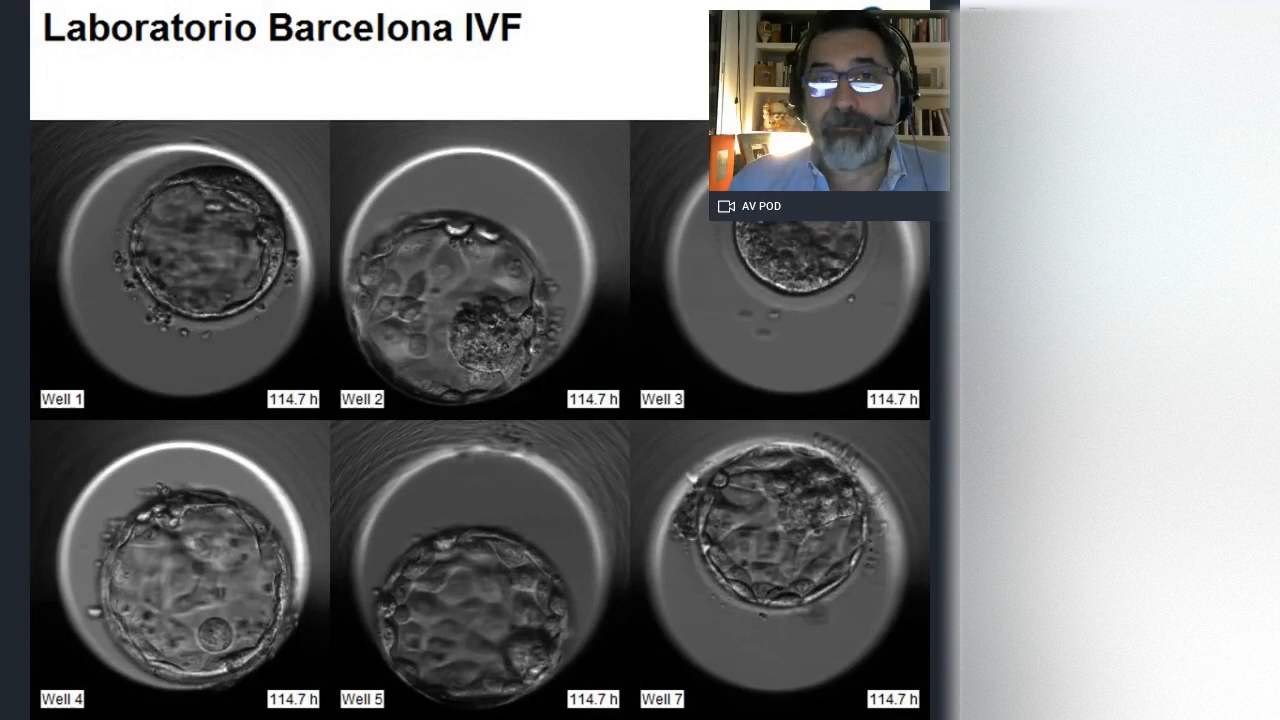 Laboratorio Barcelona IVF
AV POD
Well 1
114.7 h
Well 2
114.7 h
Well 3
114.7 h
Well 4
114.7 h
Well 5
114.7 h
Well 7
114.7 h